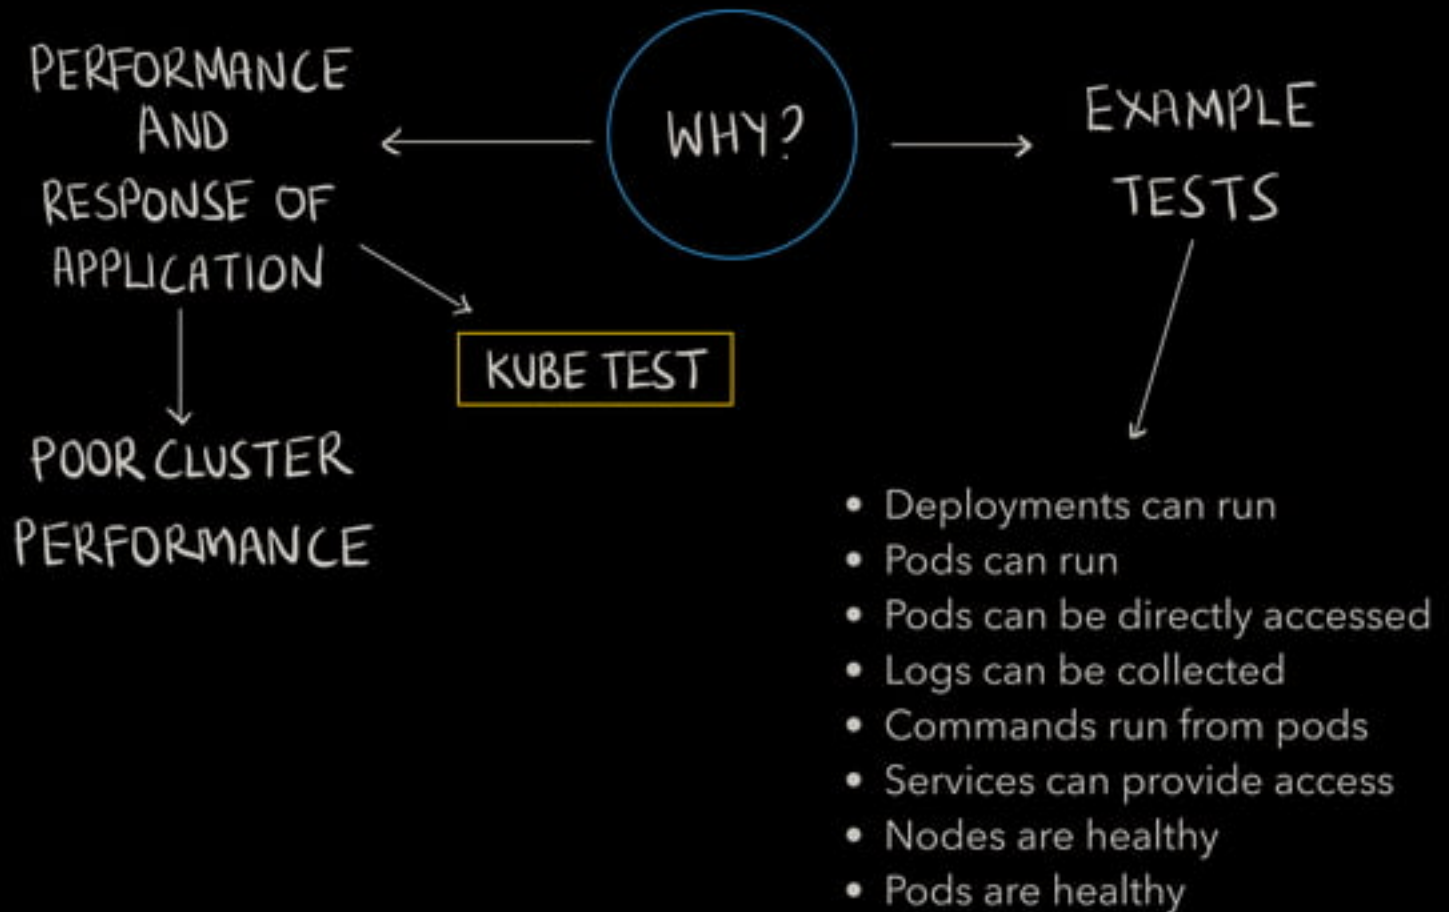 PERFORMANCE
AND
RESPONSE OF
APPLICATION
WHY?
EXAMPLE
TESTS
KUBE TEST
POOR CLUSTER
PERFORMANCE
• Deployments can run
• Pods can run
• Pods can be directly accessed
• Logs can be collected
• Commands run from pods
• Services can provide access
• Nodes are healthy
• Pods are healthy